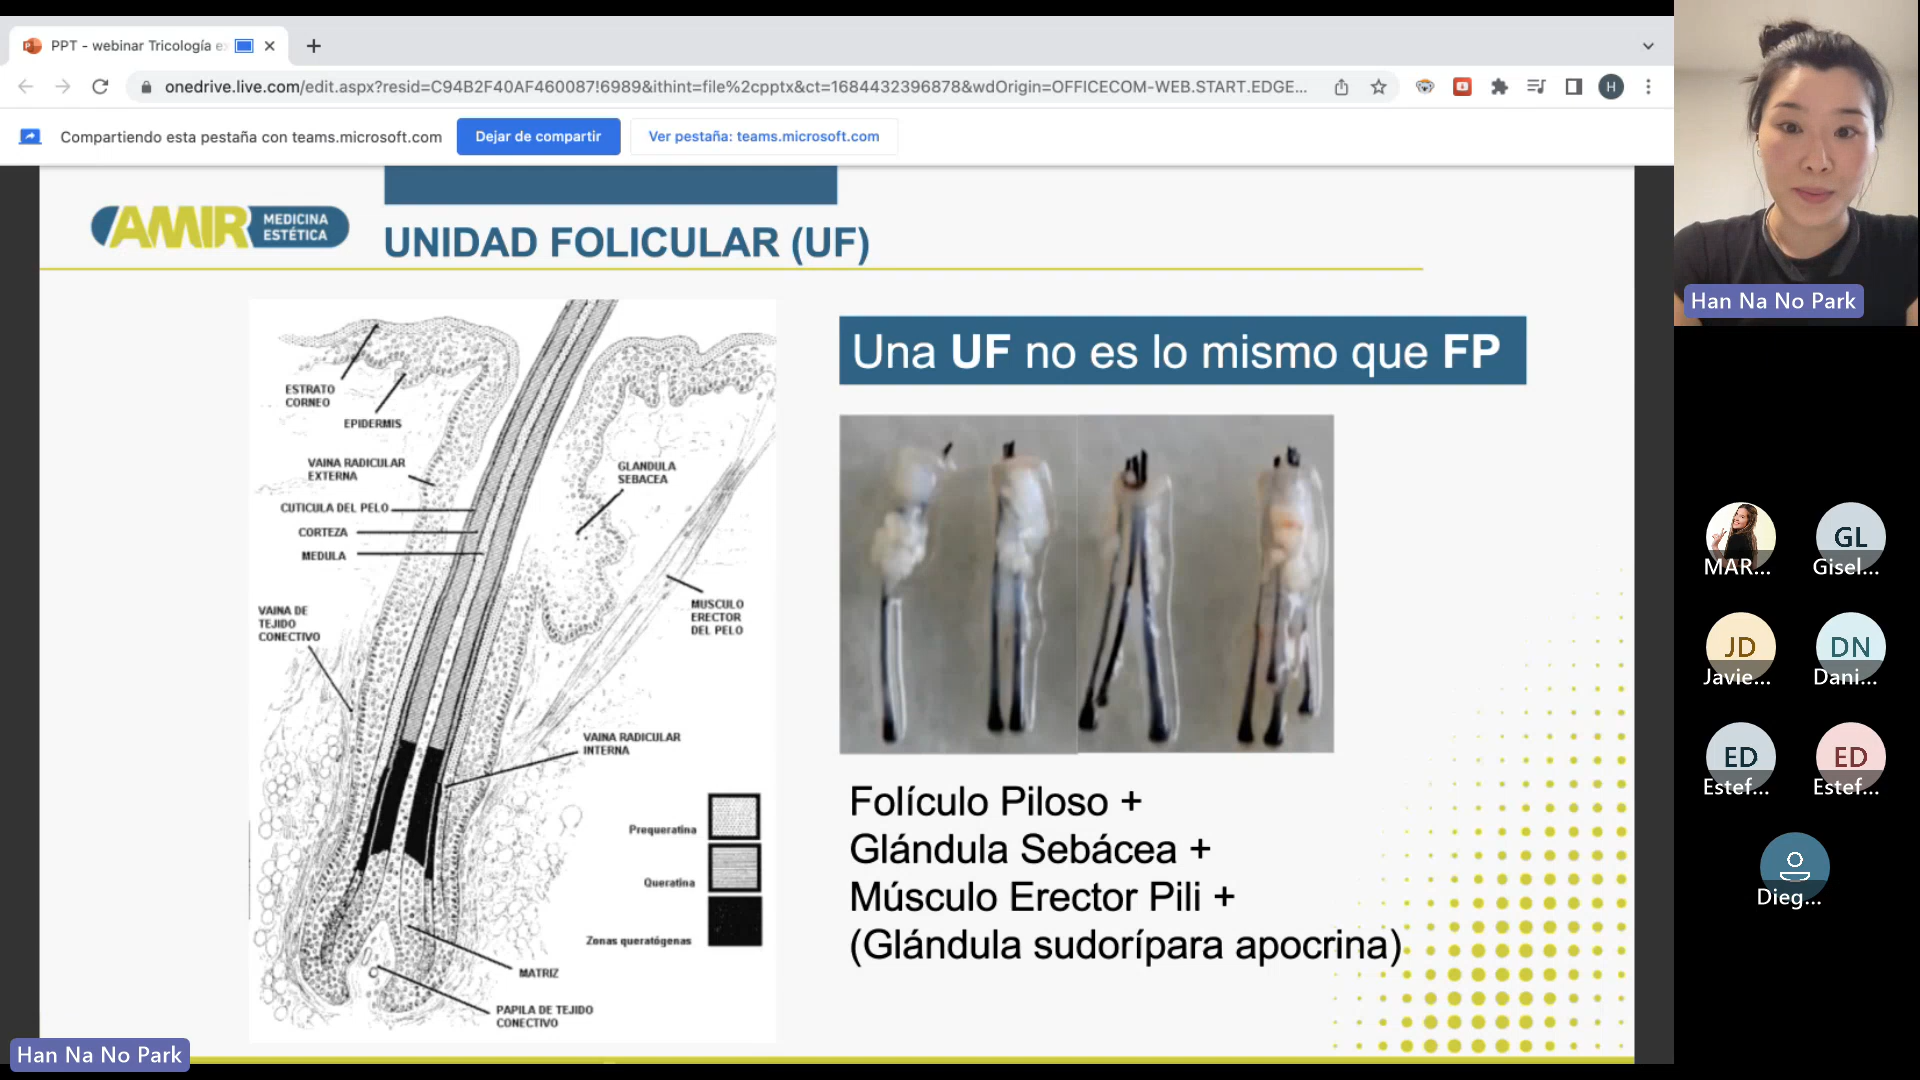 PPT - webinar Tricología e
onedrive.live.com/edit.aspx?resid=C94B2F40AF460087!6989&ithint=file%2cpptx&ct=1684432396878&wdOrigin=OFFICECOM-WEB.START.EDGE...
H
Compartiendo esta pestaña con teams.microsoft.com
Dejar de compartir
Ver pestaña: teams.microsoft.com
AMIR MEDICINA ESTÉTICA
UNIDAD FOLICULAR (UF)
Una UF no es lo mismo que FP
ESTRATO
CORNEO
EPIDERMIS
VAINA RADICULAR
EXTERNA
CUTICULA DEL PELO
CORTEZA
MEDULA
VAINA DE
TEJIDO
CONECTIVO
GLANDULA
SEBACEA
MUSCULO
ERECTOR
DEL PELO
VAINA RADICULAR
INTERNA
Prequeratina
Queratina
Zonas queratógenas
MATRIZ
PAPILA DE TEJIDO
CONECTIVO
Folículo Piloso +
Glándula Sebácea +
Músculo Erector Pili +
(Glándula sudorípara apocrina)
Han Na No Park
Han Na No Park
MAR...
GL
Gisel...
JD
Javie...
DN
Dani...
ED
Estef...
ED
Estef...
Dieg...